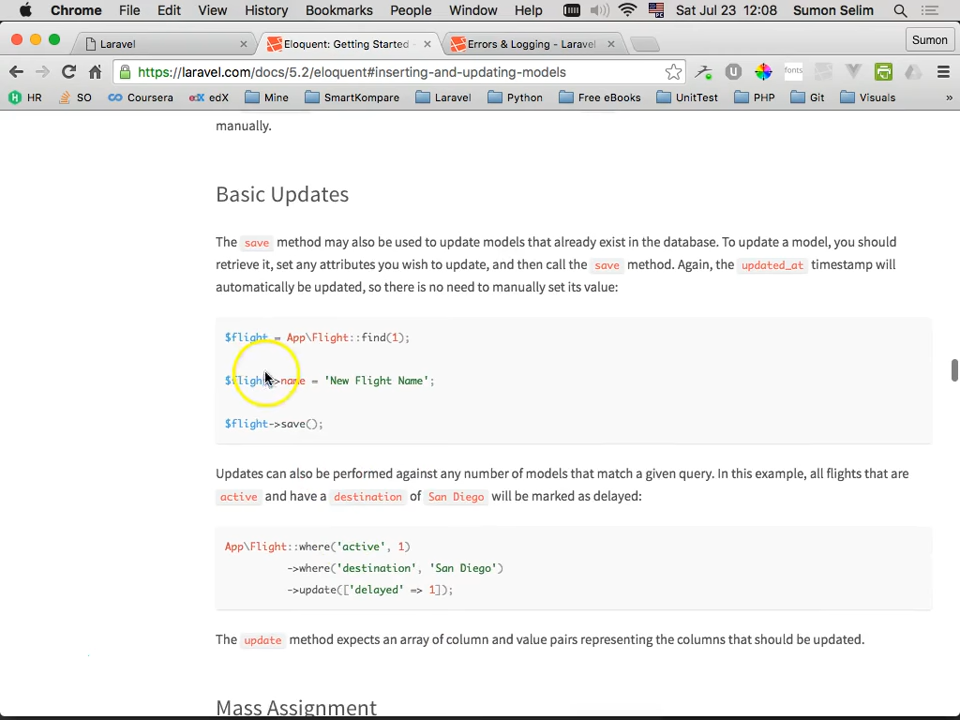 Chrome File Edit View History Bookmarks People Window Help Sat Jul 23 12:08 Sumon Selim
Laravel Eloquent: Getting Started - Errors & Logging - Laravel Sumon
https://laravel.com/docs/5.2/eloquent#inserting-and-updating-models
HR SO Coursera edX Mine SmartKompare Laravel Python Free eBooks UnitTest PHP Git Visuals »
manually.
Basic Updates
The save method may also be used to update models that already exist in the database. To update a model, you should
retrieve it, set any attributes you wish to update, and then call the save method. Again, the updated_at timestamp will
automatically be updated, so there is no need to manually set its value:
$flight = App\Flight::find(1);
$flight->name = 'New Flight Name';
$flight->save();
Updates can also be performed against any number of models that match a given query. In this example, all flights that are
active and have a destination of San Diego will be marked as delayed:
App\Flight::where('active', 1)
->where('destination', 'San Diego')
->update(['delayed' => 1]);
The update method expects an array of column and value pairs representing the columns that should be updated.
Mass Assignment